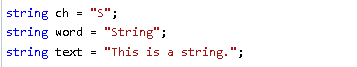 string ch = "S";
string word = "String";
string text = "This is a string.";